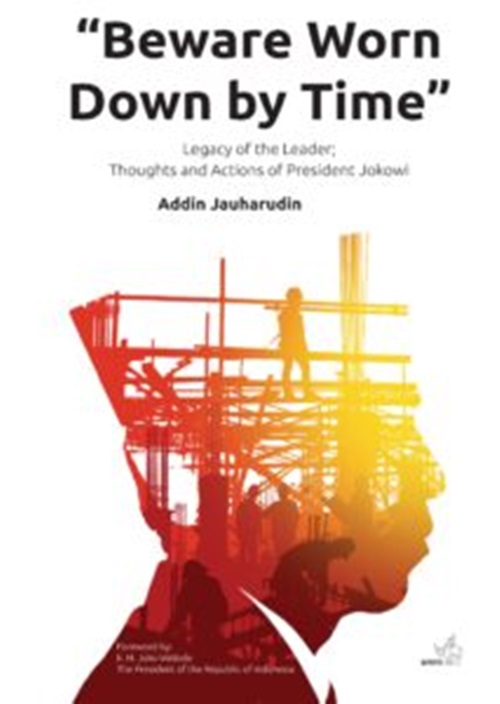 “Beware Worn
Down by Time”
Legacy of the Leader;
Thoughts and Actions of President Jokowi
Addin Jauharudin
Foreword by:
The President of the Republic of Indonesia